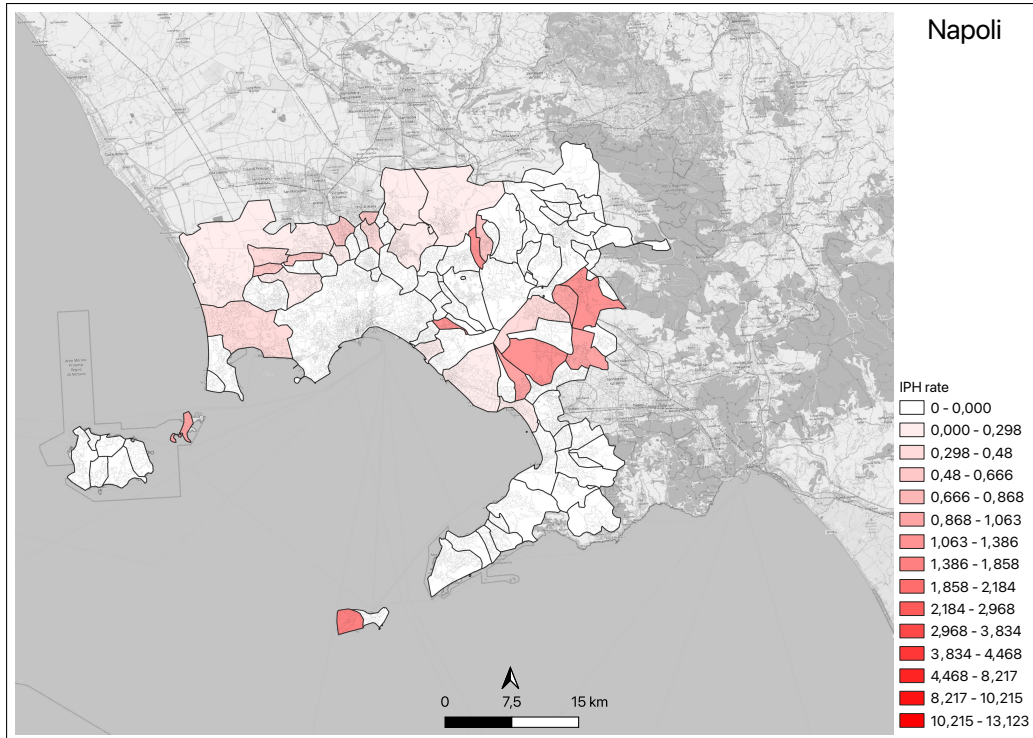 Napoli
IPH rate
0 - 0,000
0,000 - 0,298
0,298 - 0,48
0,48 - 0,666
0,666 - 0,868
0,868 - 1,063
1,063 - 1,386
1,386 - 1,858
1,858 - 2,184
2,184 - 2,968
2,968 - 3,834
3,834 - 4,468
4,468 - 8,217
8,217 - 10,215
10,215 - 13,123
0 7,5 15 km